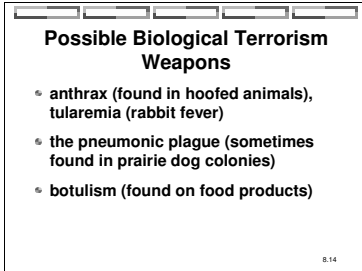 Possible Biological Terrorism
Weapons
anthrax (found in hoofed animals),
tularemia (rabbit fever)
the pneumonic plague (sometimes
found in prairie dog colonies)
botulism (found on food products)
8.14